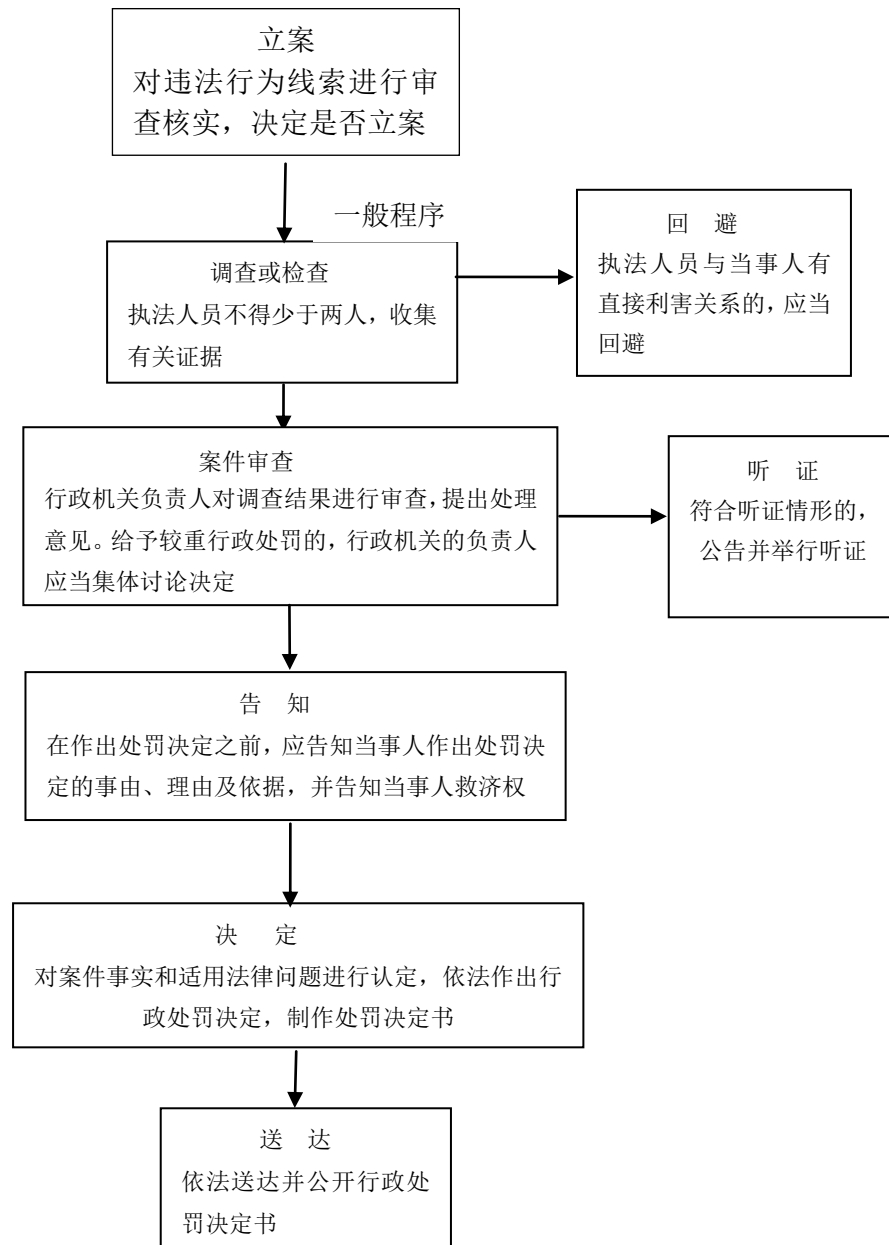 立案
对违法行为线索进行审
查核实，决定是否立案
一般程序
调查或检查
执法人员不得少于两人，收集
有关证据
回 避
执法人员与当事人有
直接利害关系的，应当
回避
案件审查
行政机关负责人对调查结果进行审查，提出处理
意见。给予较重行政处罚的，行政机关的负责人
应当集体讨论决定
听 证
符合听证情形的，
公告并举行听证
告 知
在作出处罚决定之前，应告知当事人作出处罚决
定的事由、理由及依据，并告知当事人救济权
决 定
对案件事实和适用法律问题进行认定，依法作出行
政处罚决定，制作处罚决定书
送 达
依法送达并公开行政处
罚决定书